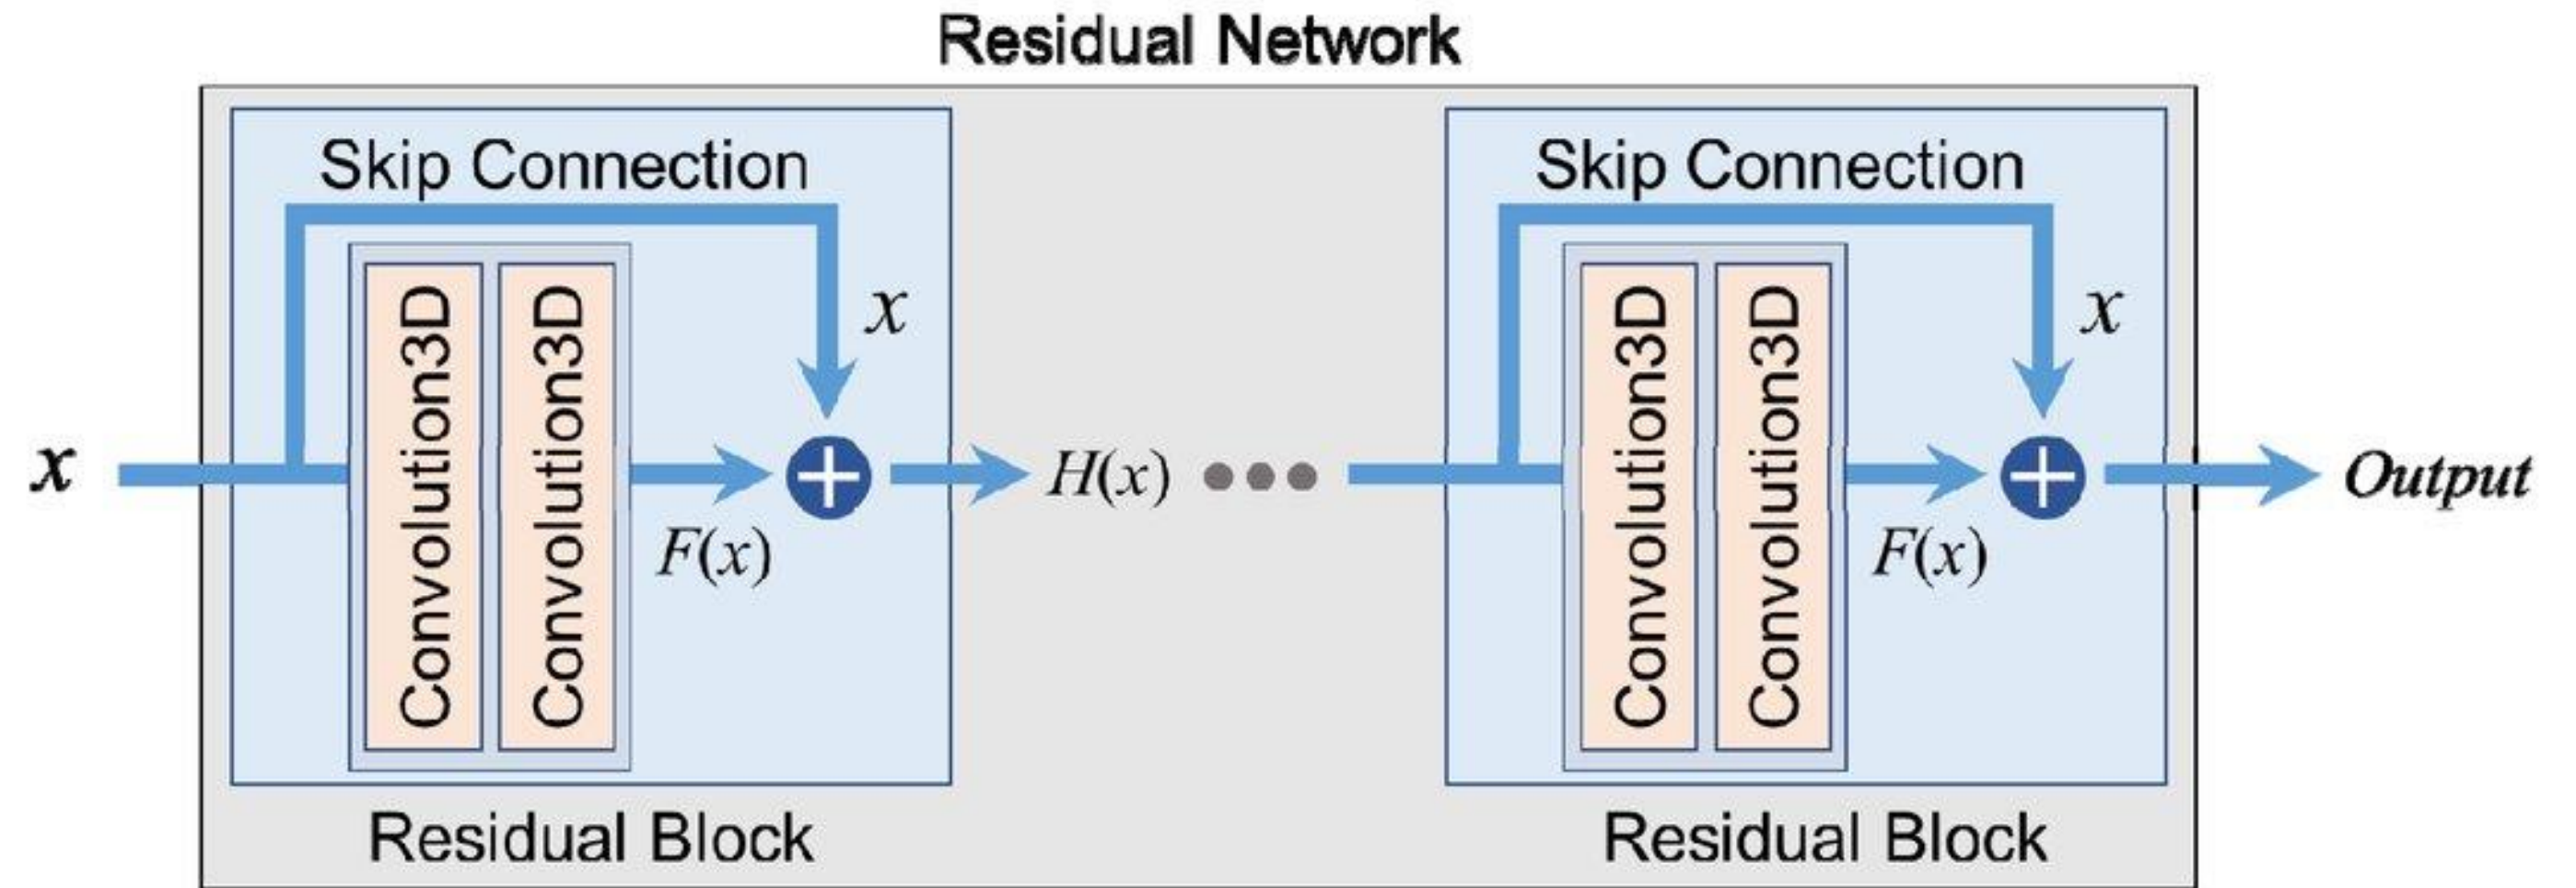 Residual Network
Skip Connection
Skip Connection
Convolution3D
Convolution3D
x
Convolution3D
Convolution3D
x
x
H(x)
Output
F(x)
F(x)
Residual Block
Residual Block